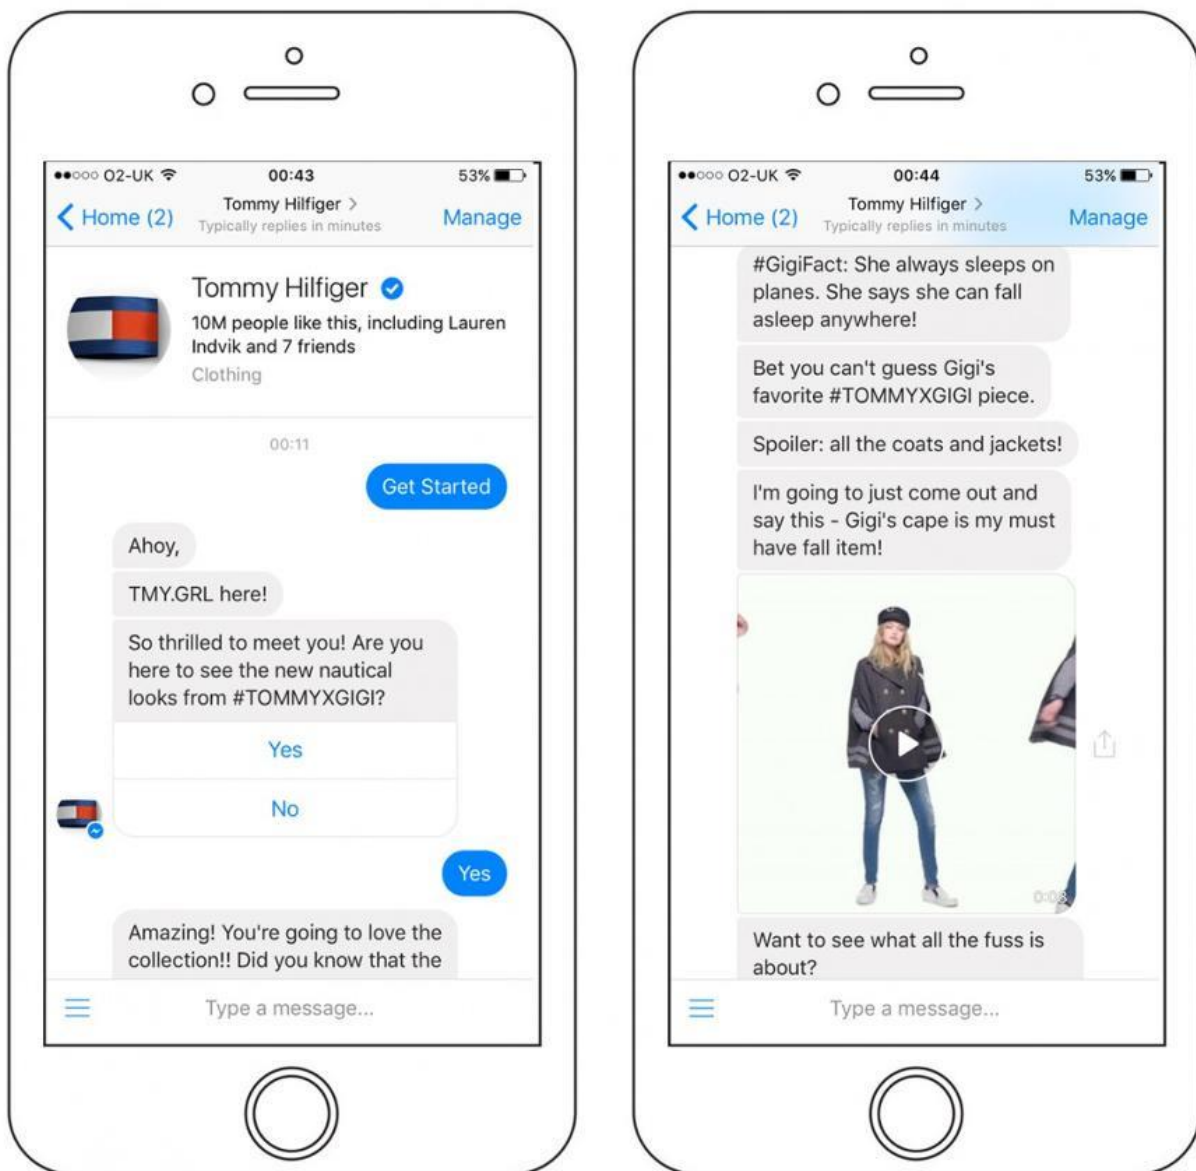 O2-UK 00:43 53%
Home (2) Tommy Hilfiger > Manage
Typically replies in minutes
Tommy Hilfiger
10M people like this, including Lauren
Indvik and 7 friends
Clothing
00:11
Get Started
Ahoy,
TMY.GRL here!
So thrilled to meet you! Are you
here to see the new nautical
looks from #TOMMYXGIGI?
Yes
No
Yes
Amazing! You're going to love the
collection!! Did you know that the
Type a message...
O2-UK 00:44 53%
Home (2) Tommy Hilfiger > Manage
Typically replies in minutes
#GigiFact: She always sleeps on
planes. She says she can fall
asleep anywhere!
Bet you can't guess Gigi's
favorite #TOMMYXGIGI piece.
Spoiler: all the coats and jackets!
I'm going to just come out and
say this - Gigi's cape is my must
have fall item!
Want to see what all the fuss is
about?
Type a message...